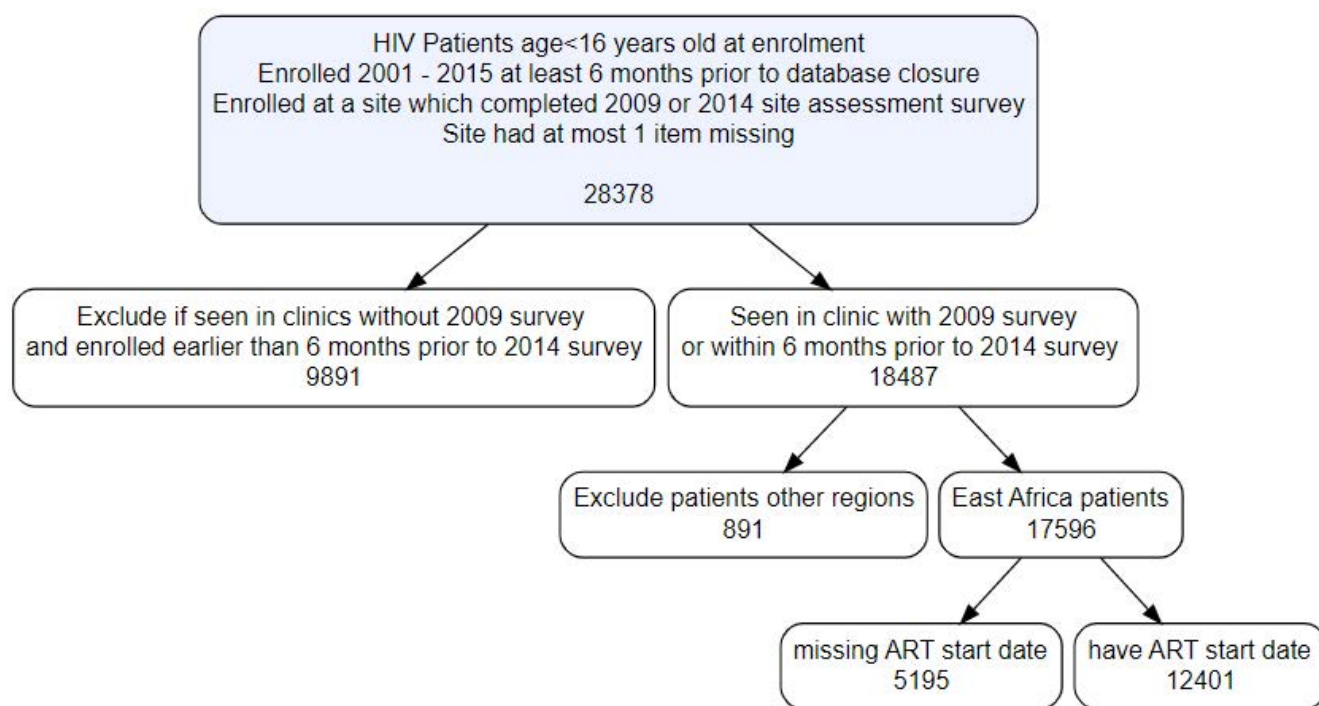 HIV Patients age<16 years old at enrolment
Enrolled 2001 - 2015 at least 6 months prior to database closure
Enrolled at a site which completed 2009 or 2014 site assessment survey
Site had at most 1 item missing
28378
Exclude if seen in clinics without 2009 survey
and enrolled earlier than 6 months prior to 2014 survey
9891
Seen in clinic with 2009 survey
or within 6 months prior to 2014 survey
18487
Exclude patients other regions
891
East Africa patients
17596
missing ART start date
5195
have ART start date
12401